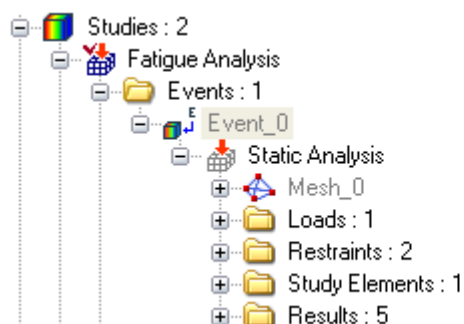 Studies : 2
Fatigue Analysis
Events : 1
E Event_0
Static Analysis
Mesh_0
Loads : 1
Restraints : 2
Study Elements : 1
Results : 5